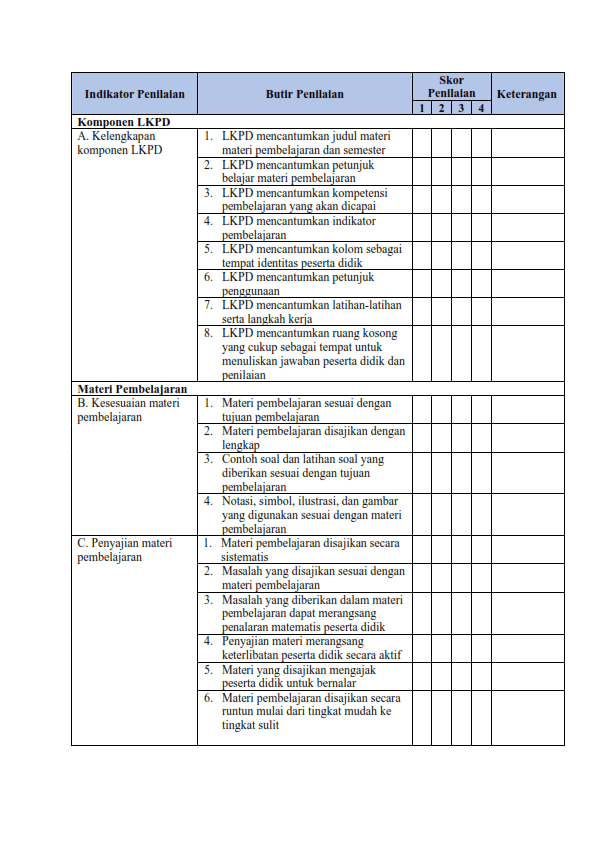 Indikator Penilaian
Butir Penilaian
Skor
Penilaian
Keterangan
1 2 3 4
Komponen LKPD
A. Kelengkapan
komponen LKPD
1. LKPD mencantumkan judul materi
materi pembelajaran dan semester
2. LKPD mencantumkan petunjuk
belajar materi pembelajaran
3. LKPD mencantumkan kompetensi
pembelajaran yang akan dicapai
4. LKPD mencantumkan indikator
pembelajaran
5. LKPD mencantumkan kolom sebagai
tempat identitas peserta didik
6. LKPD mencantumkan petunjuk
penggunaan
7. LKPD mencantumkan latihan-latihan
serta langkah kerja
8. LKPD mencantumkan ruang kosong
yang cukup sebagai tempat untuk
menuliskan jawaban peserta didik dan
penilaian
Materi Pembelajaran
B. Kesesuaian materi
pembelajaran
1. Materi pembelajaran sesuai dengan
tujuan pembelajaran
2. Materi pembelajaran disajikan dengan
lengkap
3. Contoh soal dan latihan soal yang
diberikan sesuai dengan tujuan
pembelajaran
4. Notasi, simbol, ilustrasi, dan gambar
yang digunakan sesuai dengan materi
pembelajaran
C. Penyajian materi
pembelajaran
1. Materi pembelajaran disajikan secara
sistematis
2. Masalah yang disajikan sesuai dengan
materi pembelajaran
3. Masalah yang diberikan dalam materi
pembelajaran dapat merangsang
penalaran matematis peserta didik
4. Penyajian materi merangsang
keterlibatan peserta didik secara aktif
5. Materi yang disajikan mengajak
peserta didik untuk bernalar
6. Materi pembelajaran disajikan secara
runtun mulai dari tingkat mudah ke
tingkat sulit